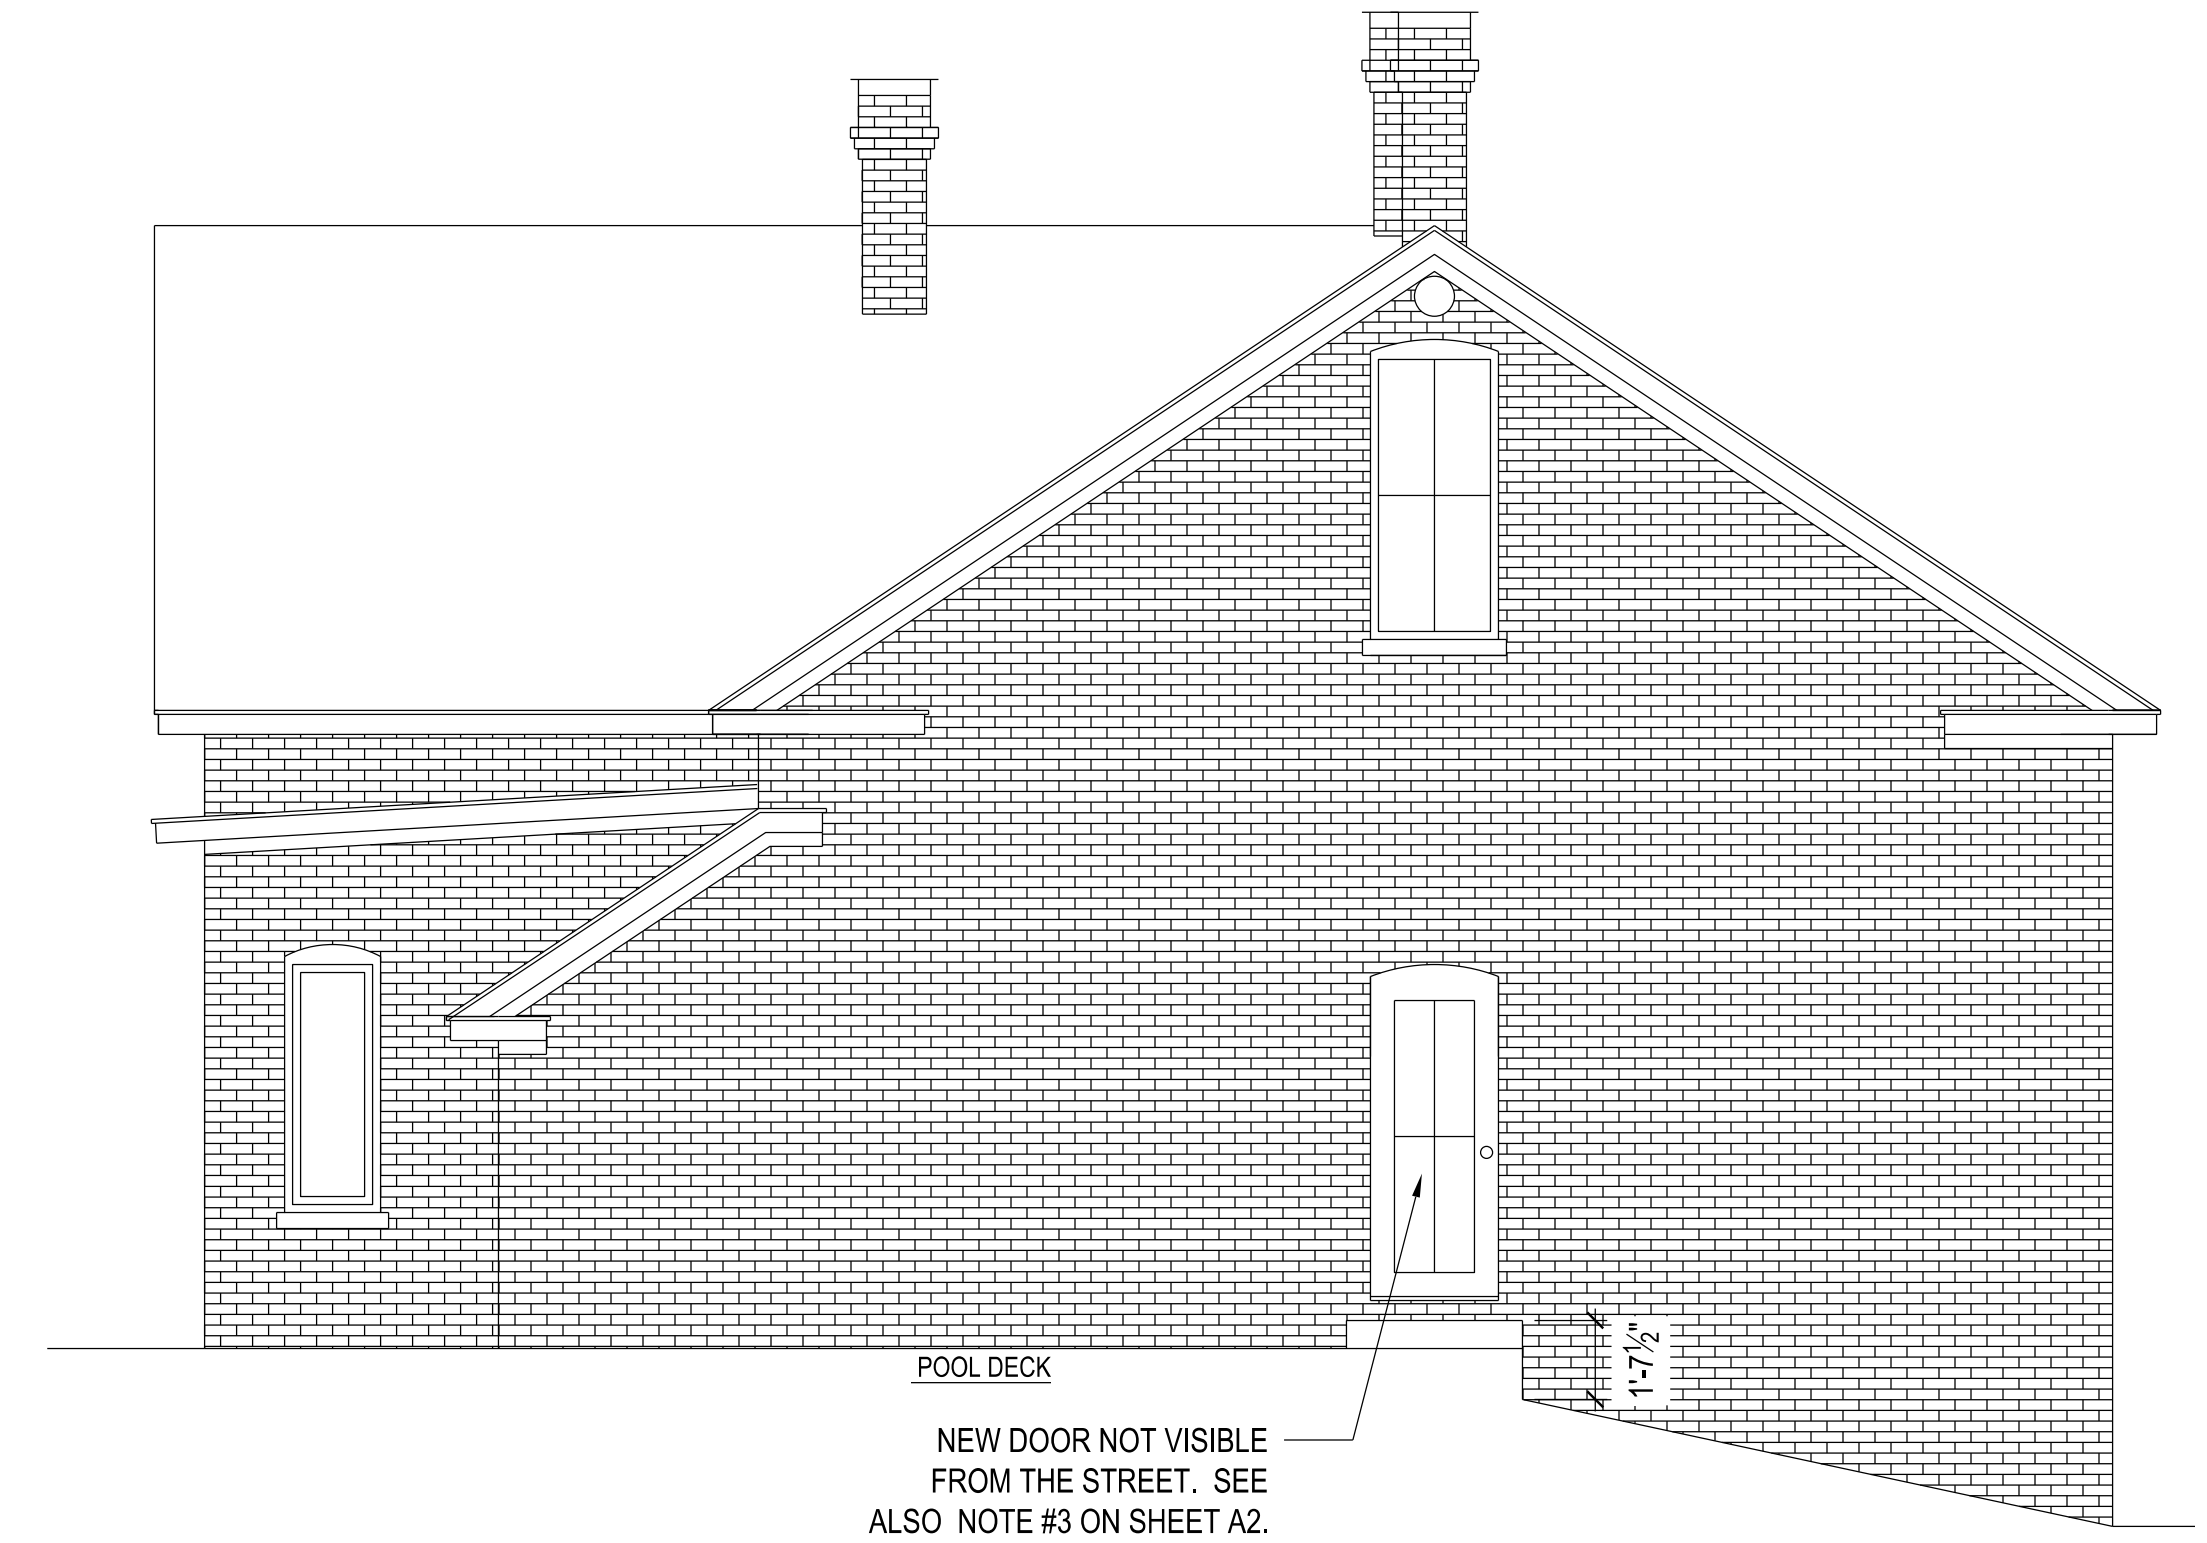 1'-7½"
POOL DECK
NEW DOOR NOT VISIBLE
FROM THE STREET. SEE
ALSO NOTE #3 ON SHEET A2.